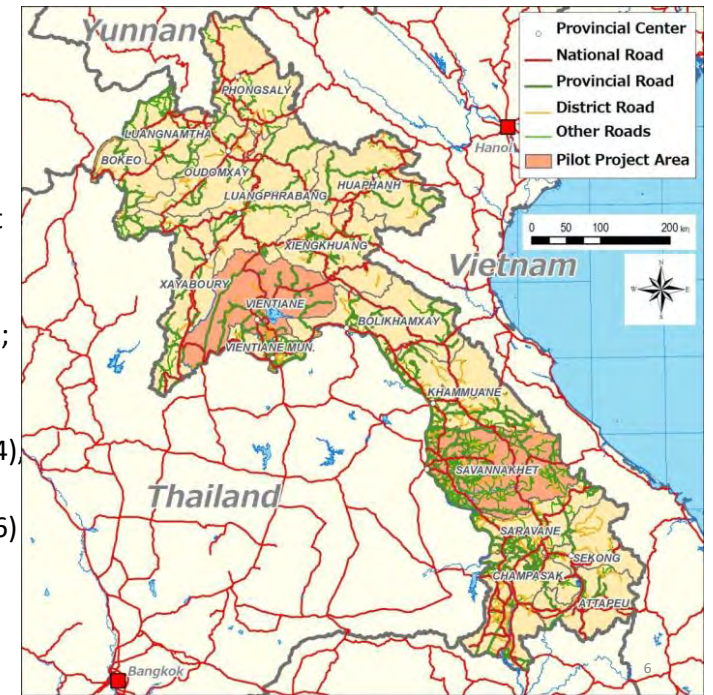 Yunnan
Provincial Center
National Road
Provincial Road
District Road
Other Roads
Pilot Project Area
PHONGSALY
LUANGNAMTHA
BOKEO
OUDOMXAY
Hanoi
HUAPHANH
LUANGPHRABANG
t
0 50 100 200 km
XIENGKHUANG
Vietnam
XAYABOURY
N
W E
S
VIENTIANE
BOLIKHAMXAY
;
VIENTIANE MUN.
KHAMMUANE
4),
SAVANNAKHET
Thailand
6)
SARAVANE
SEKONG
CHAMPASAK
ATTAPEU
Bangkok
6